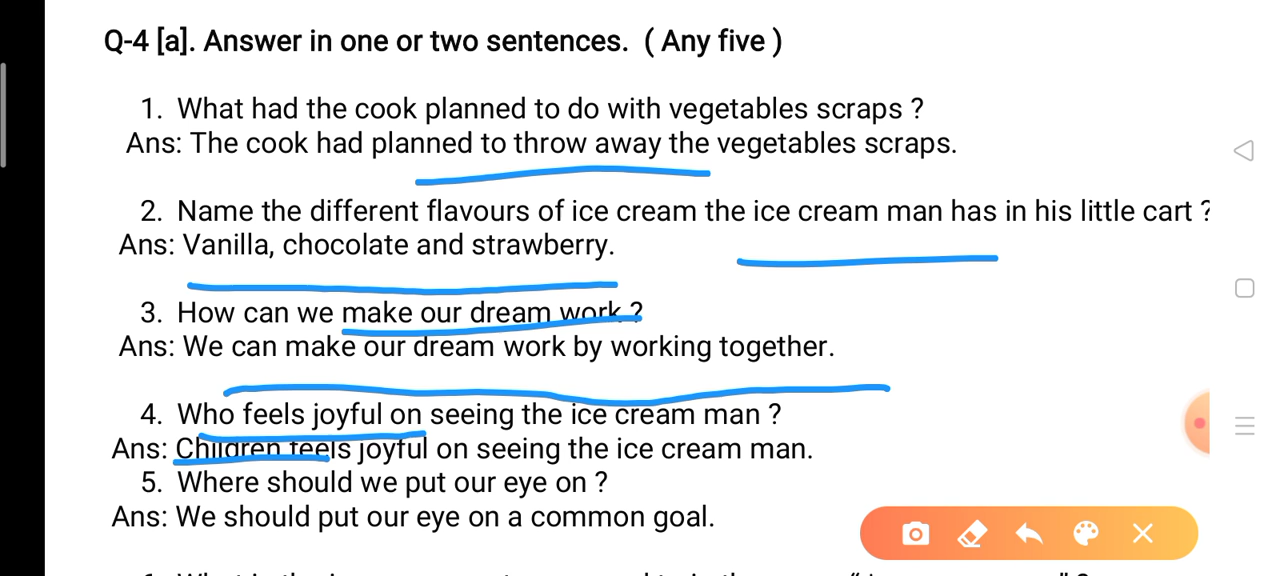 Q-4 [a]. Answer in one or two sentences. ( Any five )
1. What had the cook planned to do with vegetables scraps ?
Ans: The cook had planned to throw away the vegetables scraps.
2. Name the different flavours of ice cream the ice cream man has in his little cart ?
Ans: Vanilla, chocolate and strawberry.
3. How can we make our dream work ?
Ans: We can make our dream work by working together.
4. Who feels joyful on seeing the ice cream man ?
Ans: Children feels joyful on seeing the ice cream man.
5. Where should we put our eye on ?
Ans: We should put our eye on a common goal.